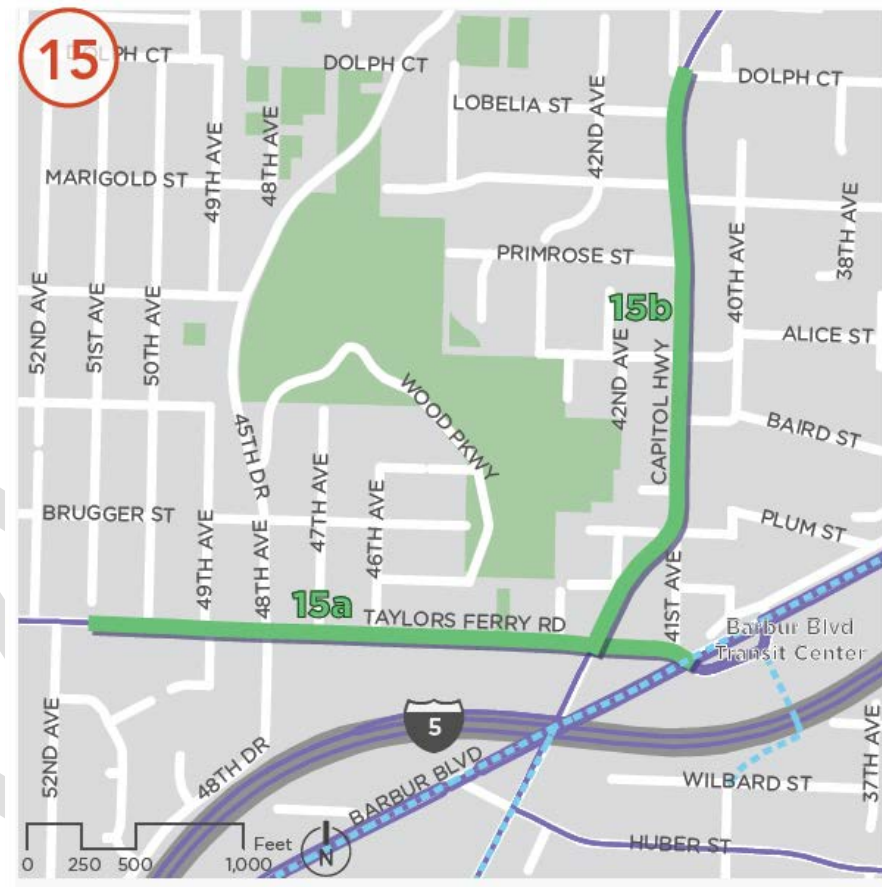 15
DOLPH CT
DOLPH CT
DOLPH CT
LOBELIA ST
42ND AVE
49TH AVE
48TH AVE
MARIGOLD ST
38TH AVE
40TH AVE
PRIMROSE ST
52ND AVE
51ST AVE
50TH AVE
15b
ALICE ST
42ND AVE
CAPITOL HWY
WOOD PKWY
45TH DR
BAIRD ST
47TH AVE
46TH AVE
BRUGGER ST
PLUM ST
49TH AVE
48TH AVE
41ST AVE
15a
TAYLORS FERRY RD
Barbur Blvd
Transit Center
52ND AVE
5
37TH AVE
48TH DR
BARBUR BLVD
WILBARD ST
HUBER ST
Feet
0 250 500 1,000
N